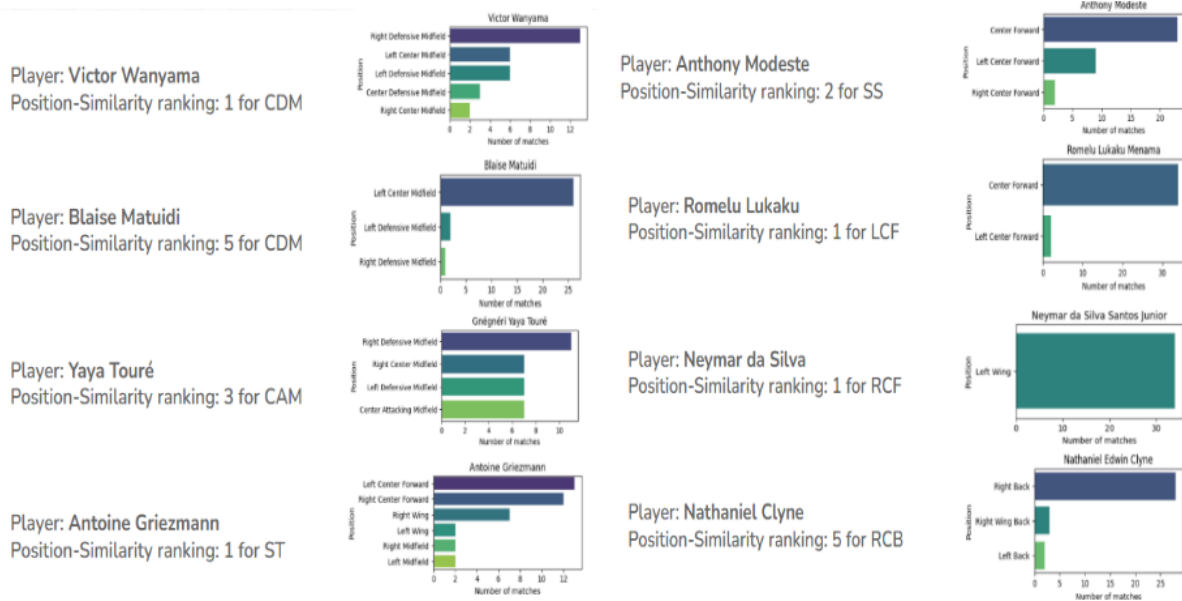 Player: Victor Wanyama
Position-Similarity ranking: 1 for CDM
Victor Wanyama
Position
Right Defensive Midfield
Left Center Midfield
Left Defensive Midfield
Center Defensive Midfield
Right Center Midfield
0 2 4 6 8 10 12
Number of matches
Player: Blaise Matuidi
Position-Similarity ranking: 5 for CDM
Blaise Matuidi
Position
Left Center Midfield
Left Defensive Midfield
Right Defensive Midfield
0 5 10 15 20 25
Number of matches
Player: Yaya Touré
Position-Similarity ranking: 3 for CAM
Gnégnéri Yaya Touré
Position
Right Defensive Midfield
Right Center Midfield
Left Defensive Midfield
Center Attacking Midfield
0 2 4 6 8 10
Number of matches
Player: Antoine Griezmann
Position-Similarity ranking: 1 for ST
Antoine Griezmann
Position
Left Center Forward
Right Center Forward
Right Wing
Left Wing
Right Midfield
Left Midfield
0 2 4 6 8 10 12
Number of matches
Player: Anthony Modeste
Position-Similarity ranking: 2 for SS
Anthony Modeste
Position
Center Forward
Left Center Forward
Right Center Forward
0 5 10 15 20
Number of matches
Player: Romelu Lukaku
Position-Similarity ranking: 1 for LCF
Romelu Lukaku Menama
Position
Center Forward
Left Center Forward
0 10 20 30
Number of matches
Player: Neymar da Silva
Position-Similarity ranking: 1 for RCF
Neymar da Silva Santos Junior
Position
Left Wing
0 10 20 30
Number of matches
Player: Nathaniel Clyne
Position-Similarity ranking: 5 for RCB
Nathaniel Edwin Clyne
Position
Right Back
Right Wing Back
Left Back
0 5 10 15 20 25
Number of matches